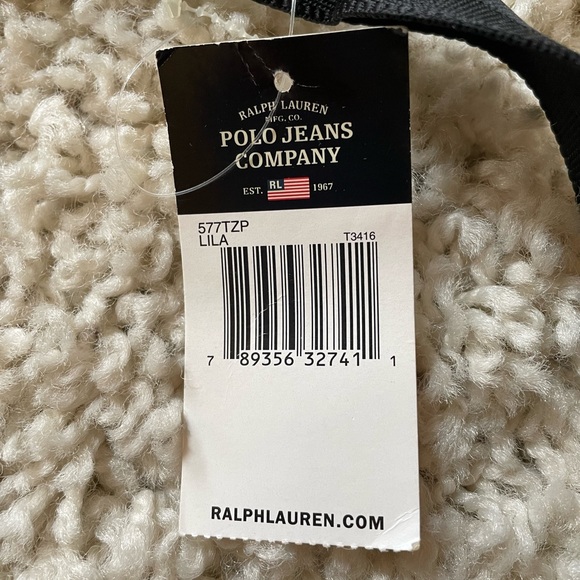 RALPH LAUREN
MFG. CO.
POLO JEANS
COMPANY
EST. RL 1967
577TZP
LILA T3416
7 89356 32741 1
RALPHLAUREN.COM